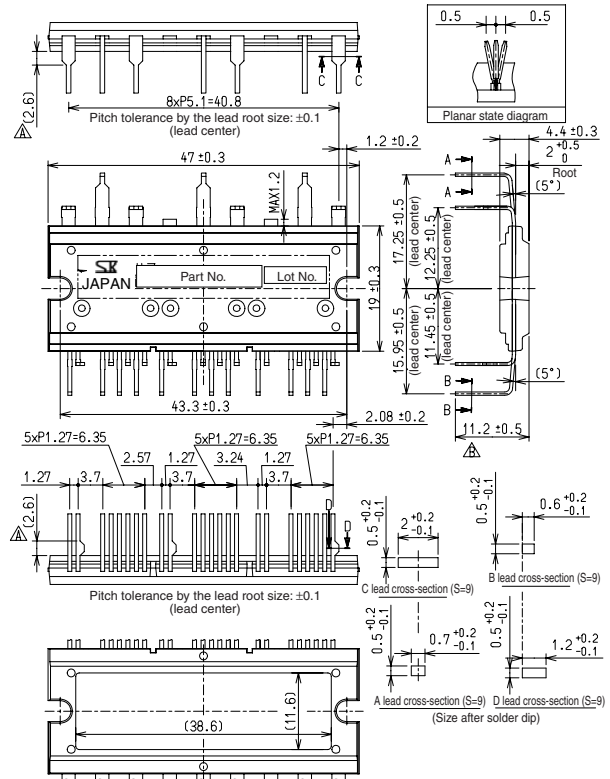 0.5 0.5
Planar state diagram
(2.6)
A
C C
8xP5.1=40.8
Pitch tolerance by the lead root size: ±0.1
(lead center)
1.2 ±0.2
47 ±0.3
MAX1.2
4.4 ±0.3
2 +0.5 0
Root
A
A
(5°)
17.25 ±0.5
(lead center)
12.25 ±0.5
(lead center)
SK
JAPAN
Part No.
Lot No.
19 ±0.3
15.95 ±0.5
(lead center)
11.45 ±0.5
(lead center)
B
B
(5°)
43.3 ±0.3
2.08 ±0.2
11.2 ±0.5
B
5xP1.27=6.35 5xP1.27=6.35 5xP1.27=6.35
2.57 1.27 3.24 1.27
1.27 3.7 3.7 3.7
(2.6)
A
D
D
Pitch tolerance by the lead root size: ±0.1
(lead center)
0.5 +0.2 -0.1
2 +0.2 -0.1
C lead cross-section (S=9)
0.5 +0.2 -0.1
0.6 +0.2 -0.1
B lead cross-section (S=9)
0.5 +0.2 -0.1
0.7 +0.2 -0.1
A lead cross-section (S=9)
0.5 +0.2 -0.1
1.2 +0.2 -0.1
D lead cross-section (S=9)
(Size after solder dip)
(11.6)
(38.6)